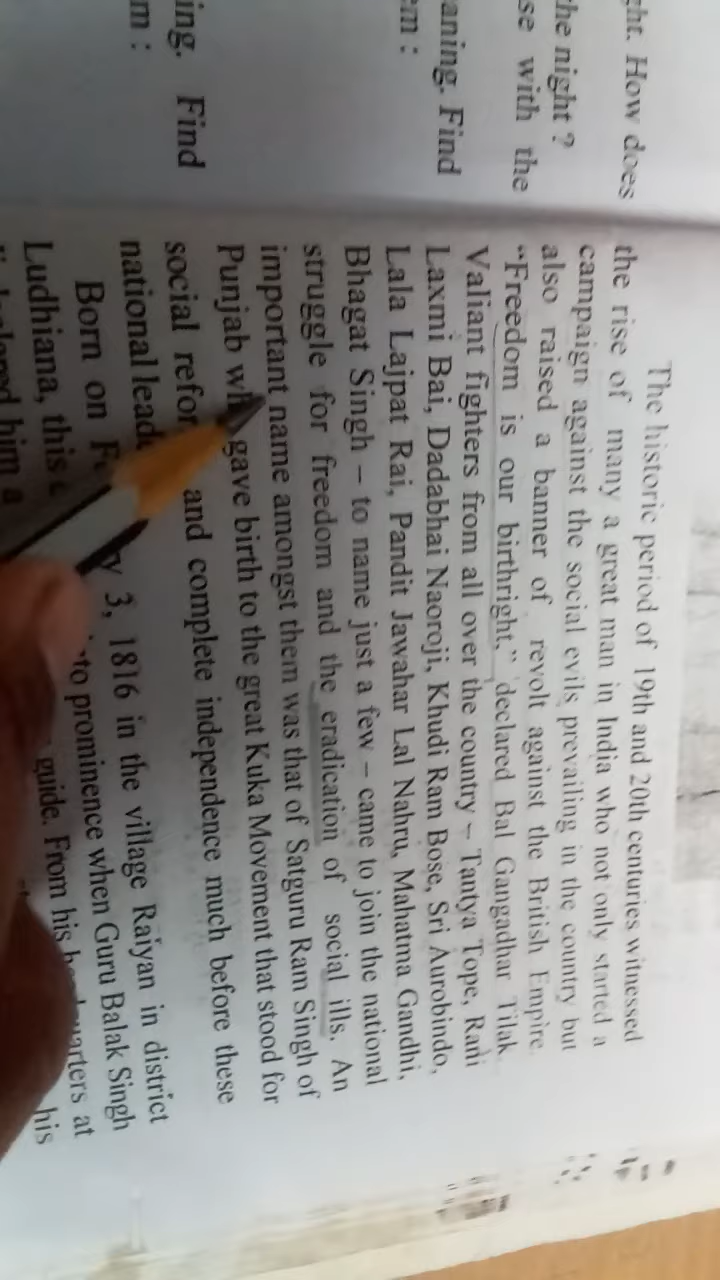 ght. How does
the night ?
se with the
aning. Find
em :
ing. Find
m :
The historic period of 19th and 20th centuries witnessed
the rise of many a great man in India who not only started a
campaign against the social evils prevailing in the country but
also raised a banner of revolt against the British Empire.
“Freedom is our birthright,” declared Bal Gangadhar Tilak.
Valiant fighters from all over the country – Tantya Tope, Rani
Laxmi Bai, Dadabhai Naoroji, Khudi Ram Bose, Sri Aurobindo,
Lala Lajpat Rai, Pandit Jawahar Lal Nahru, Mahatma Gandhi,
Bhagat Singh – to name just a few – came to join the national
struggle for freedom and the eradication of social ills. An
important name amongst them was that of Satguru Ram Singh of
Punjab wh gave birth to the great Kuka Movement that stood for
social refor and complete independence much before these
national lead
Born on F y 3, 1816 in the village Raiyan in district
Ludhiana, this to prominence when Guru Balak Singh
him a guide. From his at
his